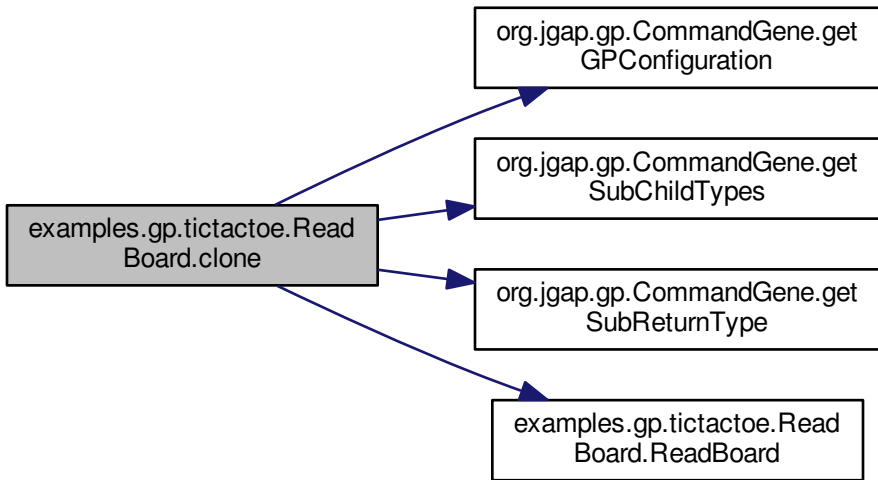 org.jgap.gp.CommandGene.get
GPConfiguration
org.jgap.gp.CommandGene.get
SubChildTypes
examples.gp.tictactoe.Read
Board.clone
org.jgap.gp.CommandGene.get
SubReturnType
examples.gp.tictactoe.Read
Board.ReadBoard